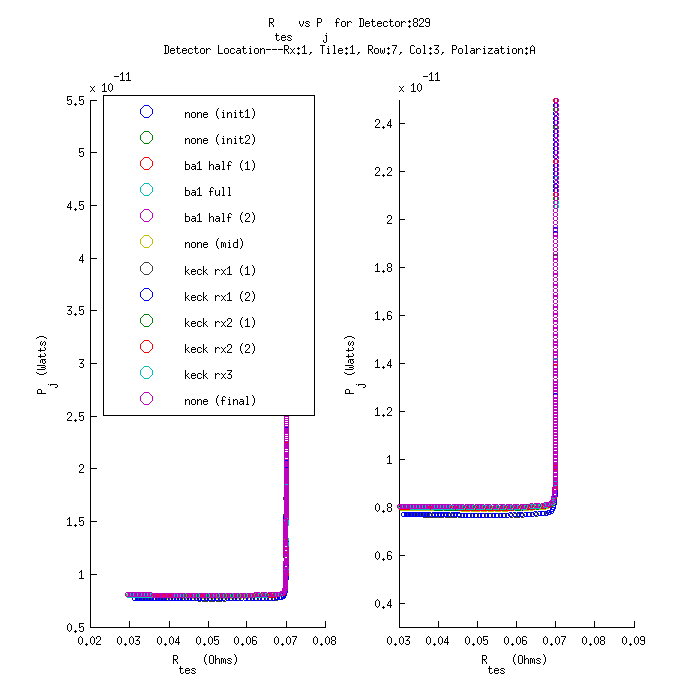 R_tes vs P_j for Detector:829
Detector Location---Rx:1, Tile:1, Row:7, Col:3, Polarization:A
x 10^-11
5.5
5
4.5
4
3.5
3
2.5
2
1.5
1
0.5
P_j (Watts)
0.02 0.03 0.04 0.05 0.06 0.07 0.08
R_tes (Ohms)
none (init1)
none (init2)
ba1 half (1)
ba1 full
ba1 half (2)
none (mid)
keck rx1 (1)
keck rx1 (2)
keck rx2 (1)
keck rx2 (2)
keck rx3
none (final)
x 10^-11
2.4
2.2
2
1.8
1.6
1.4
1.2
1
0.8
0.6
0.4
P_j (Watts)
0.03 0.04 0.05 0.06 0.07 0.08 0.09
R_tes (Ohms)